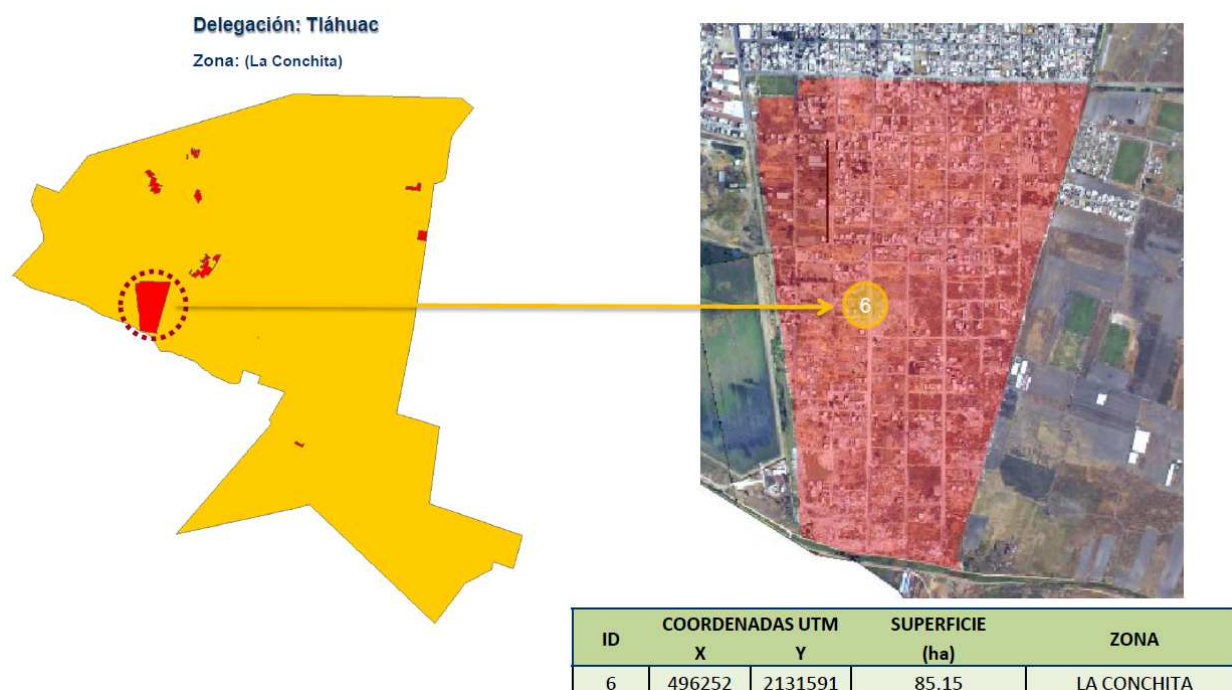 Delegación: Tláhuac
Zona: (La Conchita)
6
ID COORDENADAS UTM SUPERFICIE ZONA
X Y (ha)
6 496252 2131591 85.15 LA CONCHITA